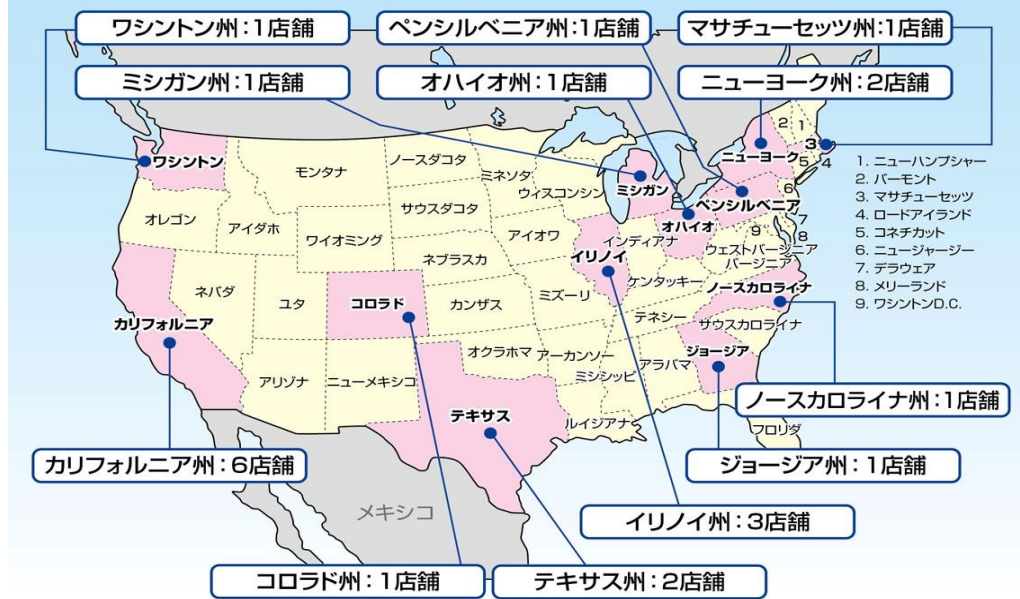 ワシントン州：1店舗
ペンシルベニア州：1店舗
マサチューセッツ州：1店舗
ミシガン州：1店舗
オハイオ州：1店舗
ニューヨーク州：2店舗
ワシントン
モンタナ
ノースダコタ
ミネソタ
ウィスコンシン
ミシガン
ニューヨーク
2
1
3
5
4
オレゴン
アイダホ
ワイオミング
サウスダコタ
アイオワ
ネブラスカ
イリノイ
インディアナ
オハイオ
ペンシルベニア
6
7
8
9
ウェストバージニア
バージニア
1. ニューハンプシャー
2. バーモント
3. マサチューセッツ
4. ロードアイランド
5. コネチカット
6. ニュージャージー
7. デラウェア
8. メリーランド
9. ワシントンD.C.
カリフォルニア
ネバダ
ユタ
コロラド
カンザス
ミズーリ
ケンタッキー
ノースカロライナ
テネシー
サウスカロライナ
アリゾナ
ニューメキシコ
オクラホマ
アーカンソー
ミシシッピ
アラバマ
ジョージア
テキサス
ルイジアナ
フロリダ
ノースカロライナ州：1店舗
カリフォルニア州：6店舗
ジョージア州：1店舗
メキシコ
イリノイ州：3店舗
コロラド州：1店舗
テキサス州：2店舗